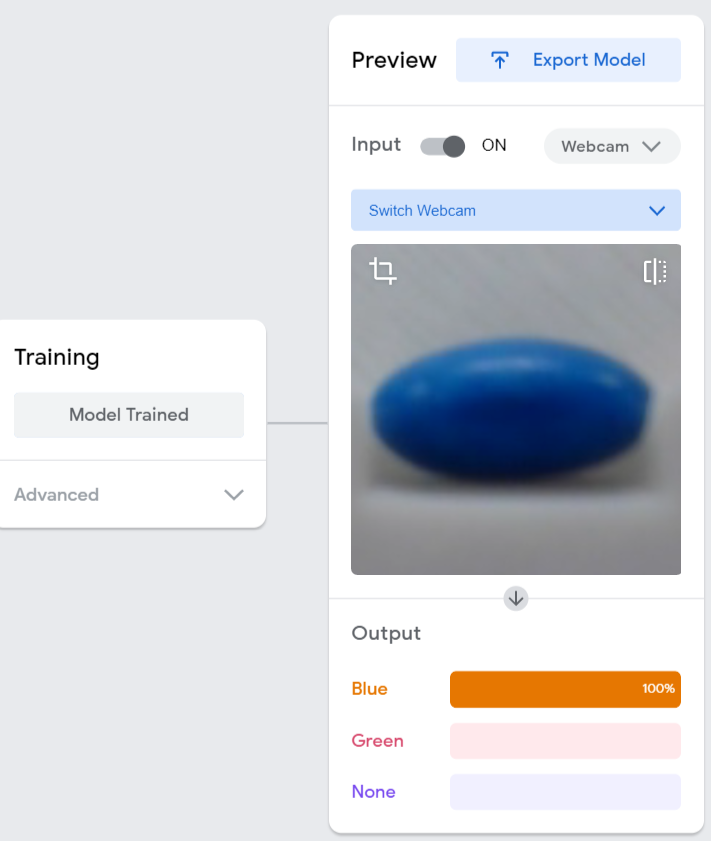 Preview
Export Model
Input
ON
Webcam
Switch Webcam
Training
Model Trained
Advanced
Output
Blue
100%
Green
None